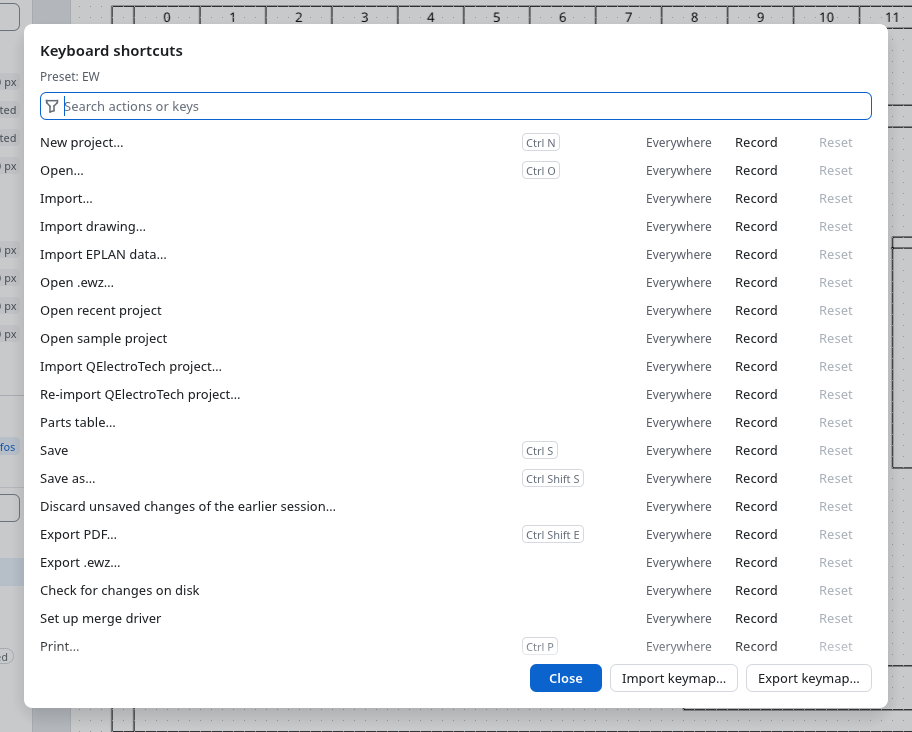 0 1 2 3 4 5 6 7 8 9 10 11
Keyboard shortcuts
Preset: EW
Search actions or keys
New project... Ctrl N Everywhere Record Reset
Open... Ctrl O Everywhere Record Reset
Import... Everywhere Record Reset
Import drawing... Everywhere Record Reset
Import EPLAN data... Everywhere Record Reset
Open .ewz... Everywhere Record Reset
Open recent project Everywhere Record Reset
Open sample project Everywhere Record Reset
Import QElectroTech project... Everywhere Record Reset
Re-import QElectroTech project... Everywhere Record Reset
Parts table... Everywhere Record Reset
Save Ctrl S Everywhere Record Reset
Save as... Ctrl Shift S Everywhere Record Reset
Discard unsaved changes of the earlier session... Everywhere Record Reset
Export PDF... Ctrl Shift E Everywhere Record Reset
Export .ewz... Everywhere Record Reset
Check for changes on disk Everywhere Record Reset
Set up merge driver Everywhere Record Reset
Print... Ctrl P Everywhere Record Reset
Close Import keymap... Export keymap...